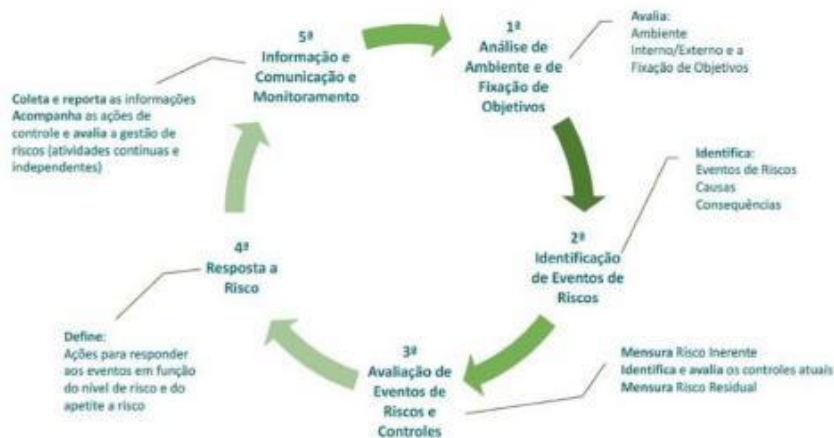 1ª
Análise de
Ambiente e de
Fixação de
Objetivos
Avalia:
Ambiente
Interno/Externo e a
Fixação de Objetivos
2ª
Identificação
de Eventos de
Riscos
Identifica:
Eventos de Riscos
Causas
Consequências
3ª
Avaliação de
Eventos de
Riscos e
Controles
Mensura Risco Inerente
Identifica e avalia os controles atuais
Mensura Risco Residual
4ª
Resposta a
Risco
Define:
Ações para responder
aos eventos em função
do nível de risco e do
apetite a risco
5ª
Informação e
Comunicação e
Monitoramento
Coleta e reporta as informações
Acompanha as ações de
controle e avalia a gestão de
riscos (atividades continuas e
independentes)